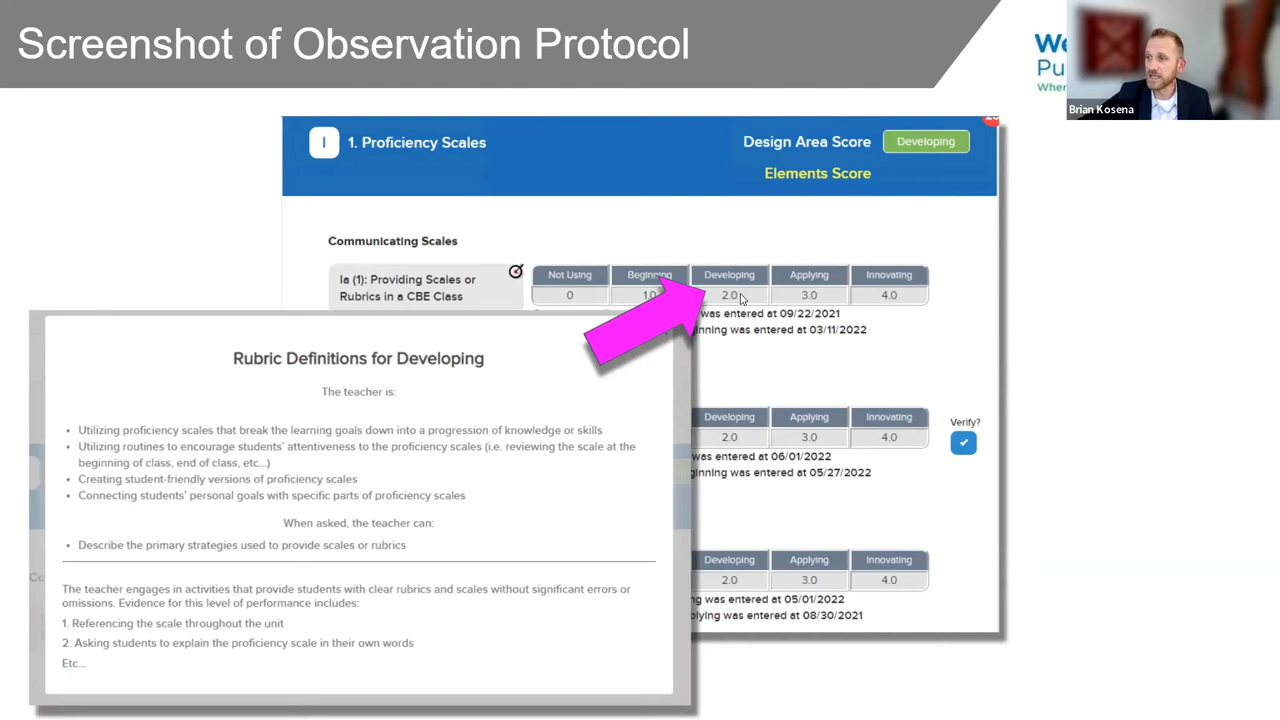 Screenshot of Observation Protocol
We
Pu
Wher
Brian Kosena
I
1. Proficiency Scales
Design Area Score
Developing
Elements Score
Communicating Scales
Ia (1): Providing Scales or
Rubrics in a CBE Class
Not Using Beginning Developing Applying Innovating
0 1.0 2.0 3.0 4.0
was entered at 09/22/2021
inning was entered at 03/11/2022
Rubric Definitions for Developing
The teacher is:
• Utilizing proficiency scales that break the learning goals down into a progression of knowledge or skills
• Utilizing routines to encourage students' attentiveness to the proficiency scales (i.e. reviewing the scale at the
beginning of class, end of class, etc...)
• Creating student-friendly versions of proficiency scales
• Connecting students' personal goals with specific parts of proficiency scales
When asked, the teacher can:
• Describe the primary strategies used to provide scales or rubrics
The teacher engages in activities that provide students with clear rubrics and scales without significant errors or
omissions. Evidence for this level of performance includes:
1. Referencing the scale throughout the unit
2. Asking students to explain the proficiency scale in their own words
Etc...
Developing Applying Innovating
2.0 3.0 4.0
was entered at 06/01/2022
ginning was entered at 05/27/2022
Verify?
Developing Applying Innovating
2.0 3.0 4.0
ng was entered at 05/01/2022
plying was entered at 08/30/2021